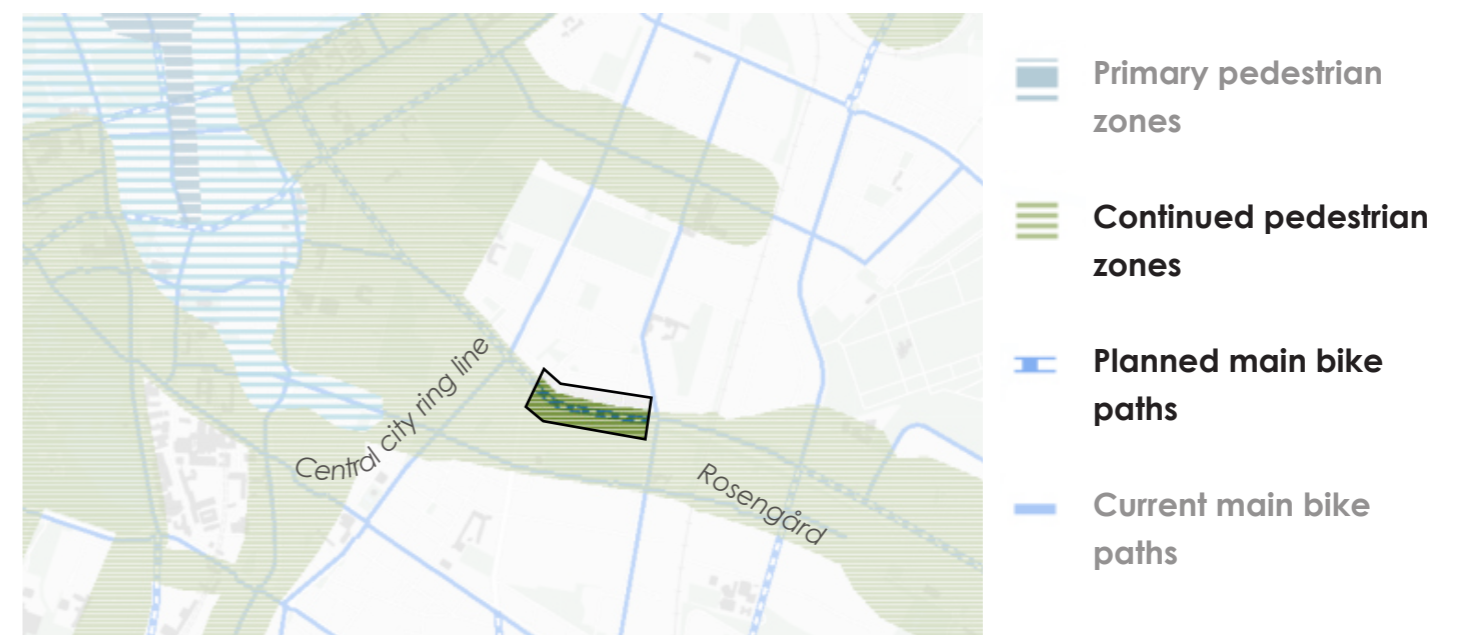 Primary pedestrian
zones
Continued pedestrian
zones
Planned main bike
paths
Current main bike
paths
Central city ring line
Rosengård